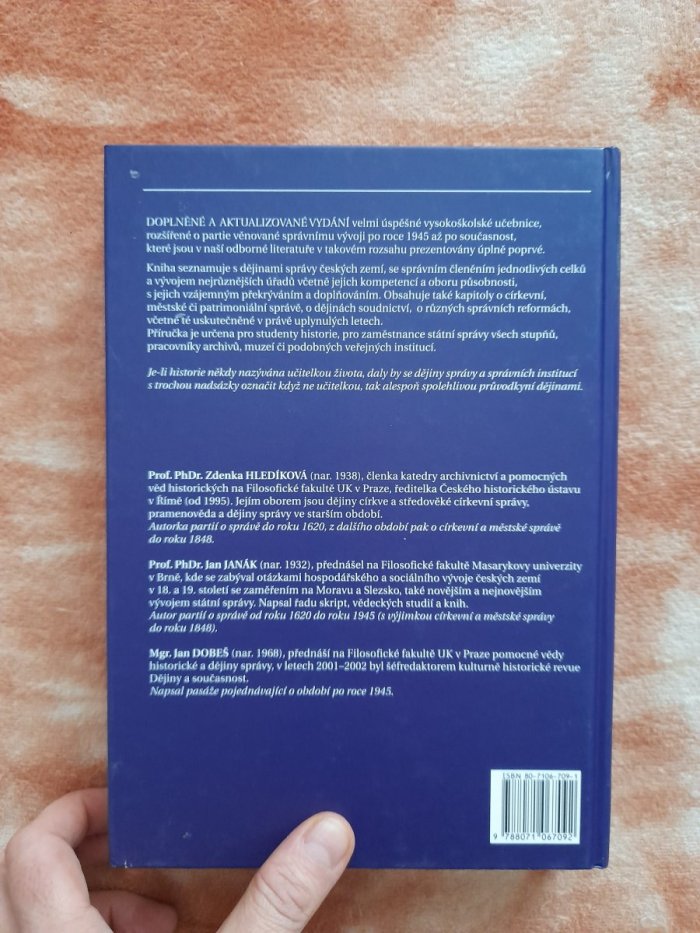 DOPLNĚNÉ A AKTUALIZOVANÉ VYDÁNÍ velmi úspěšné vysokoškolské učebnice,
rozšířené o partie věnované správnímu vývoji po roce 1945 až po současnost,
které jsou v naší odborné literatuře v takovém rozsahu prezentovány úplně poprvé.
Kniha seznamuje s dějinami správy českých zemí, se správním členěním jednotlivých celků
a vývojem nejrůznějších úřadů včetně jejich kompetencí a oboru působnosti,
s jejich vzájemným překrýváním a doplňováním. Obsahuje také kapitoly o církevní,
městské či patrimoniální správě, o dějinách soudnictví, o různých správních reformách,
včetně té uskutečněné v právě uplynulých letech.
Příručka je určena pro studenty historie, pro zaměstnance státní správy všech stupňů,
pracovníky archivů, muzeí či podobných veřejných institucí.
Je-li historie někdy nazývána učitelkou života, daly by se dějiny správy a správních institucí
s trochou nadsázky označit když ne učitelkou, tak alespoň spolehlivou průvodkyní dějinami.
Prof. PhDr. Zdenka HLEDÍKOVÁ (nar. 1938), členka katedry archivnictví a pomocných
věd historických na Filosofické fakultě UK v Praze, ředitelka Českého historického ústavu
v Římě (od 1995). Jejím oborem jsou dějiny církve a středověké církevní správy,
pramenověda a dějiny správy ve starším období.
Autorka partií o správě do roku 1620, z dalšího období pak o církevní a městské správě
do roku 1848.
Prof. PhDr. Jan JANÁK (nar. 1932), přednášel na Filosofické fakultě Masarykovy univerzity
v Brně, kde se zabýval otázkami hospodářského a sociálního vývoje českých zemí
v 18. a 19. století se zaměřením na Moravu a Slezsko, také novějším a nejnovějším
vývojem státní správy. Napsal řadu skript, vědeckých studií a knih.
Autor partií o správě od roku 1620 do roku 1945 (s výjimkou církevní a městské správy
do roku 1848).
Mgr. Jan DOBEŠ (nar. 1968), přednáší na Filosofické fakultě UK v Praze pomocné vědy
historické a dějiny správy, v letech 2001–2002 byl šéfredaktorem kulturně historické revue
Dějiny a současnost.
Napsal pasáže pojednávající o období po roce 1945.
ISBN 80-7106-709-1
9 788071 067092